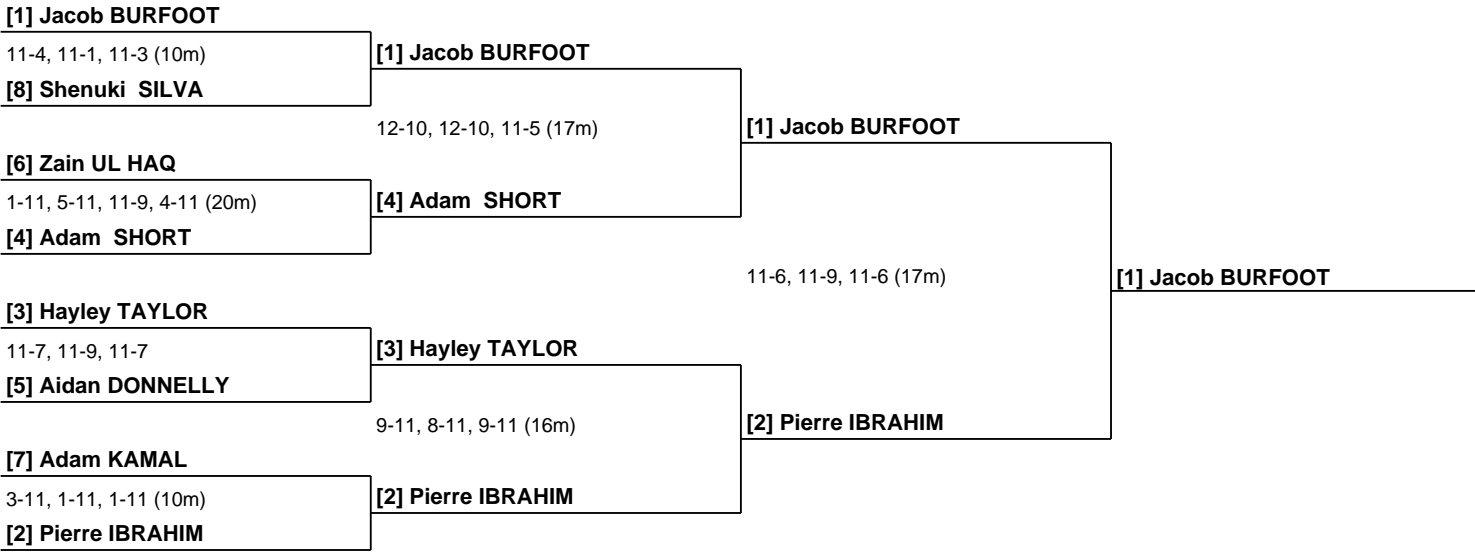 [1] Jacob BURFOOT
11-4, 11-1, 11-3 (10m)
[1] Jacob BURFOOT
[8] Shenuki  SILVA
12-10, 12-10, 11-5 (17m)
[1] Jacob BURFOOT
[6] Zain UL HAQ
1-11, 5-11, 11-9, 4-11 (20m)
[4] Adam  SHORT
[4] Adam  SHORT
11-6, 11-9, 11-6 (17m)
[1] Jacob BURFOOT
[3] Hayley TAYLOR
11-7, 11-9, 11-7
[3] Hayley TAYLOR
[5] Aidan DONNELLY
9-11, 8-11, 9-11 (16m)
[2] Pierre IBRAHIM
[7] Adam KAMAL
3-11, 1-11, 1-11 (10m)
[2] Pierre IBRAHIM
[2] Pierre IBRAHIM